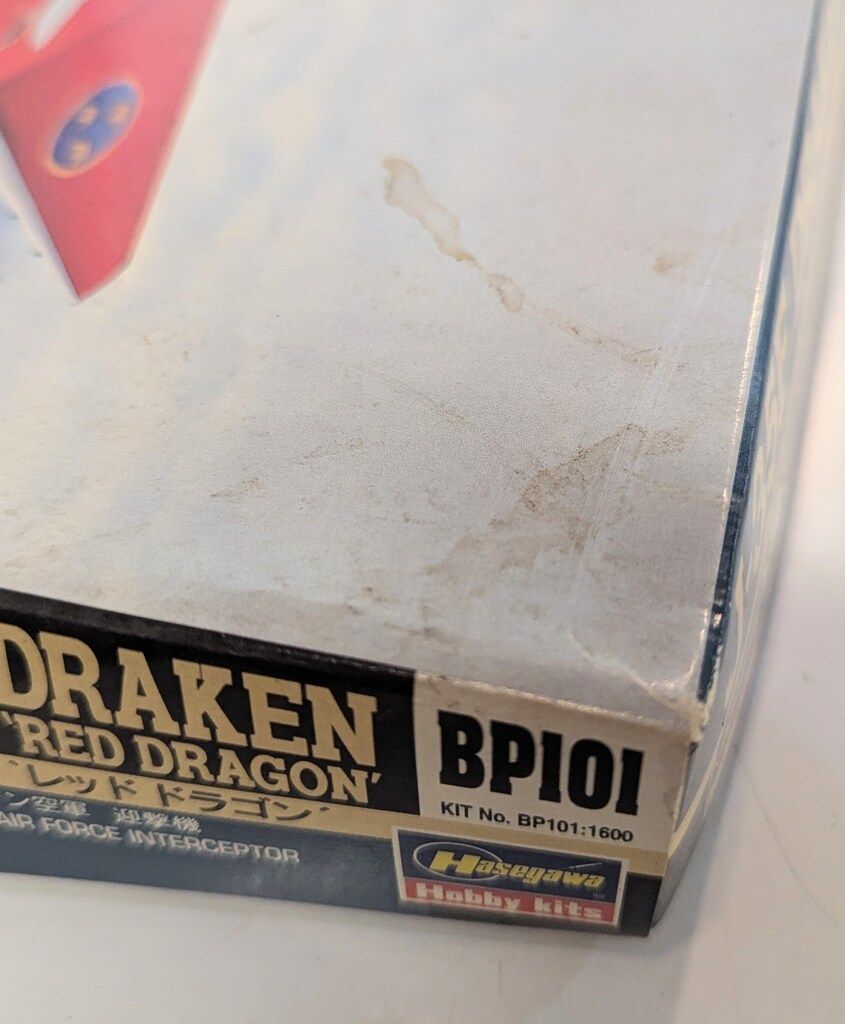 DRAKEN
'RED DRAGON'
'レッド ドラゴン'
ン空軍 迎撃機
AIR FORCE INTERCEPTOR
BP101
KIT No. BP101:1600
Hasegawa
Hobby kits